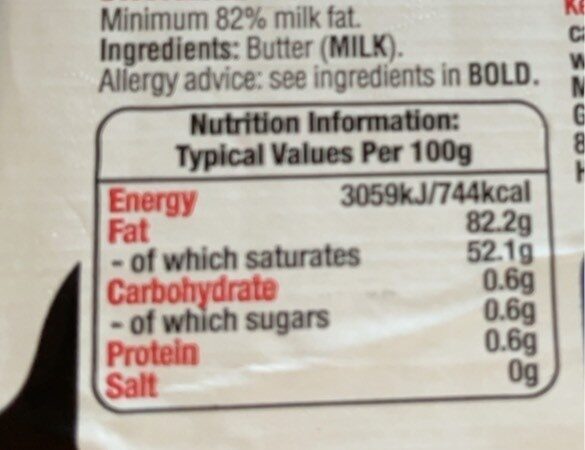 Minimum 82% milk fat.
Ingredients: Butter (MILK).
Allergy advice: see ingredients in BOLD.
Nutrition Information:
Typical Values Per 100g
Energy 3059kJ/744kcal
Fat 82.2g
- of which saturates 52.1g
Carbohydrate 0.6g
- of which sugars 0.6g
Protein 0.6g
Salt 0g